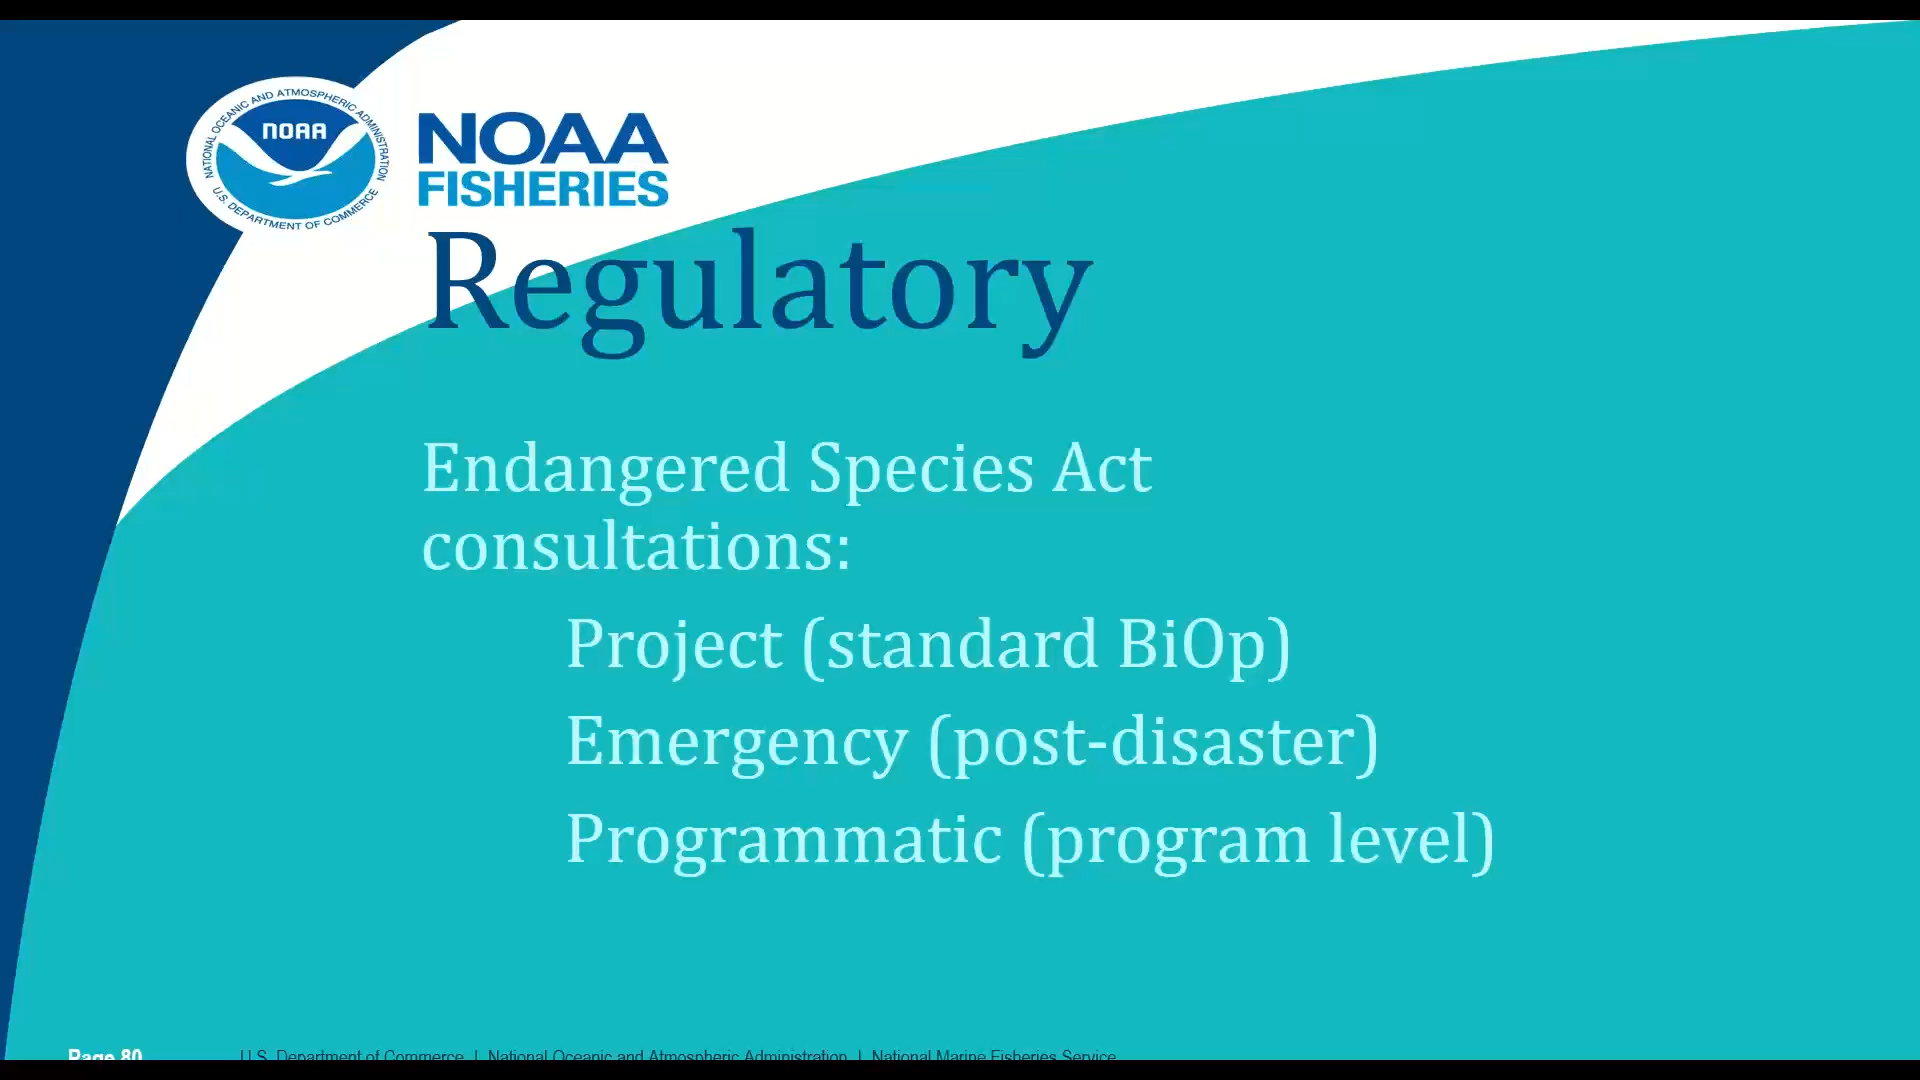 NATIONAL OCEANIC AND ATMOSPHERIC ADMINISTRATION
NOAA
U.S. DEPARTMENT OF COMMERCE
NOAA
FISHERIES
Regulatory
Endangered Species Act
consultations:
Project (standard BiOp)
Emergency (post-disaster)
Programmatic (program level)
Page 80 U.S. Department of Commerce | National Oceanic and Atmospheric Administration | National Marine Fisheries Service